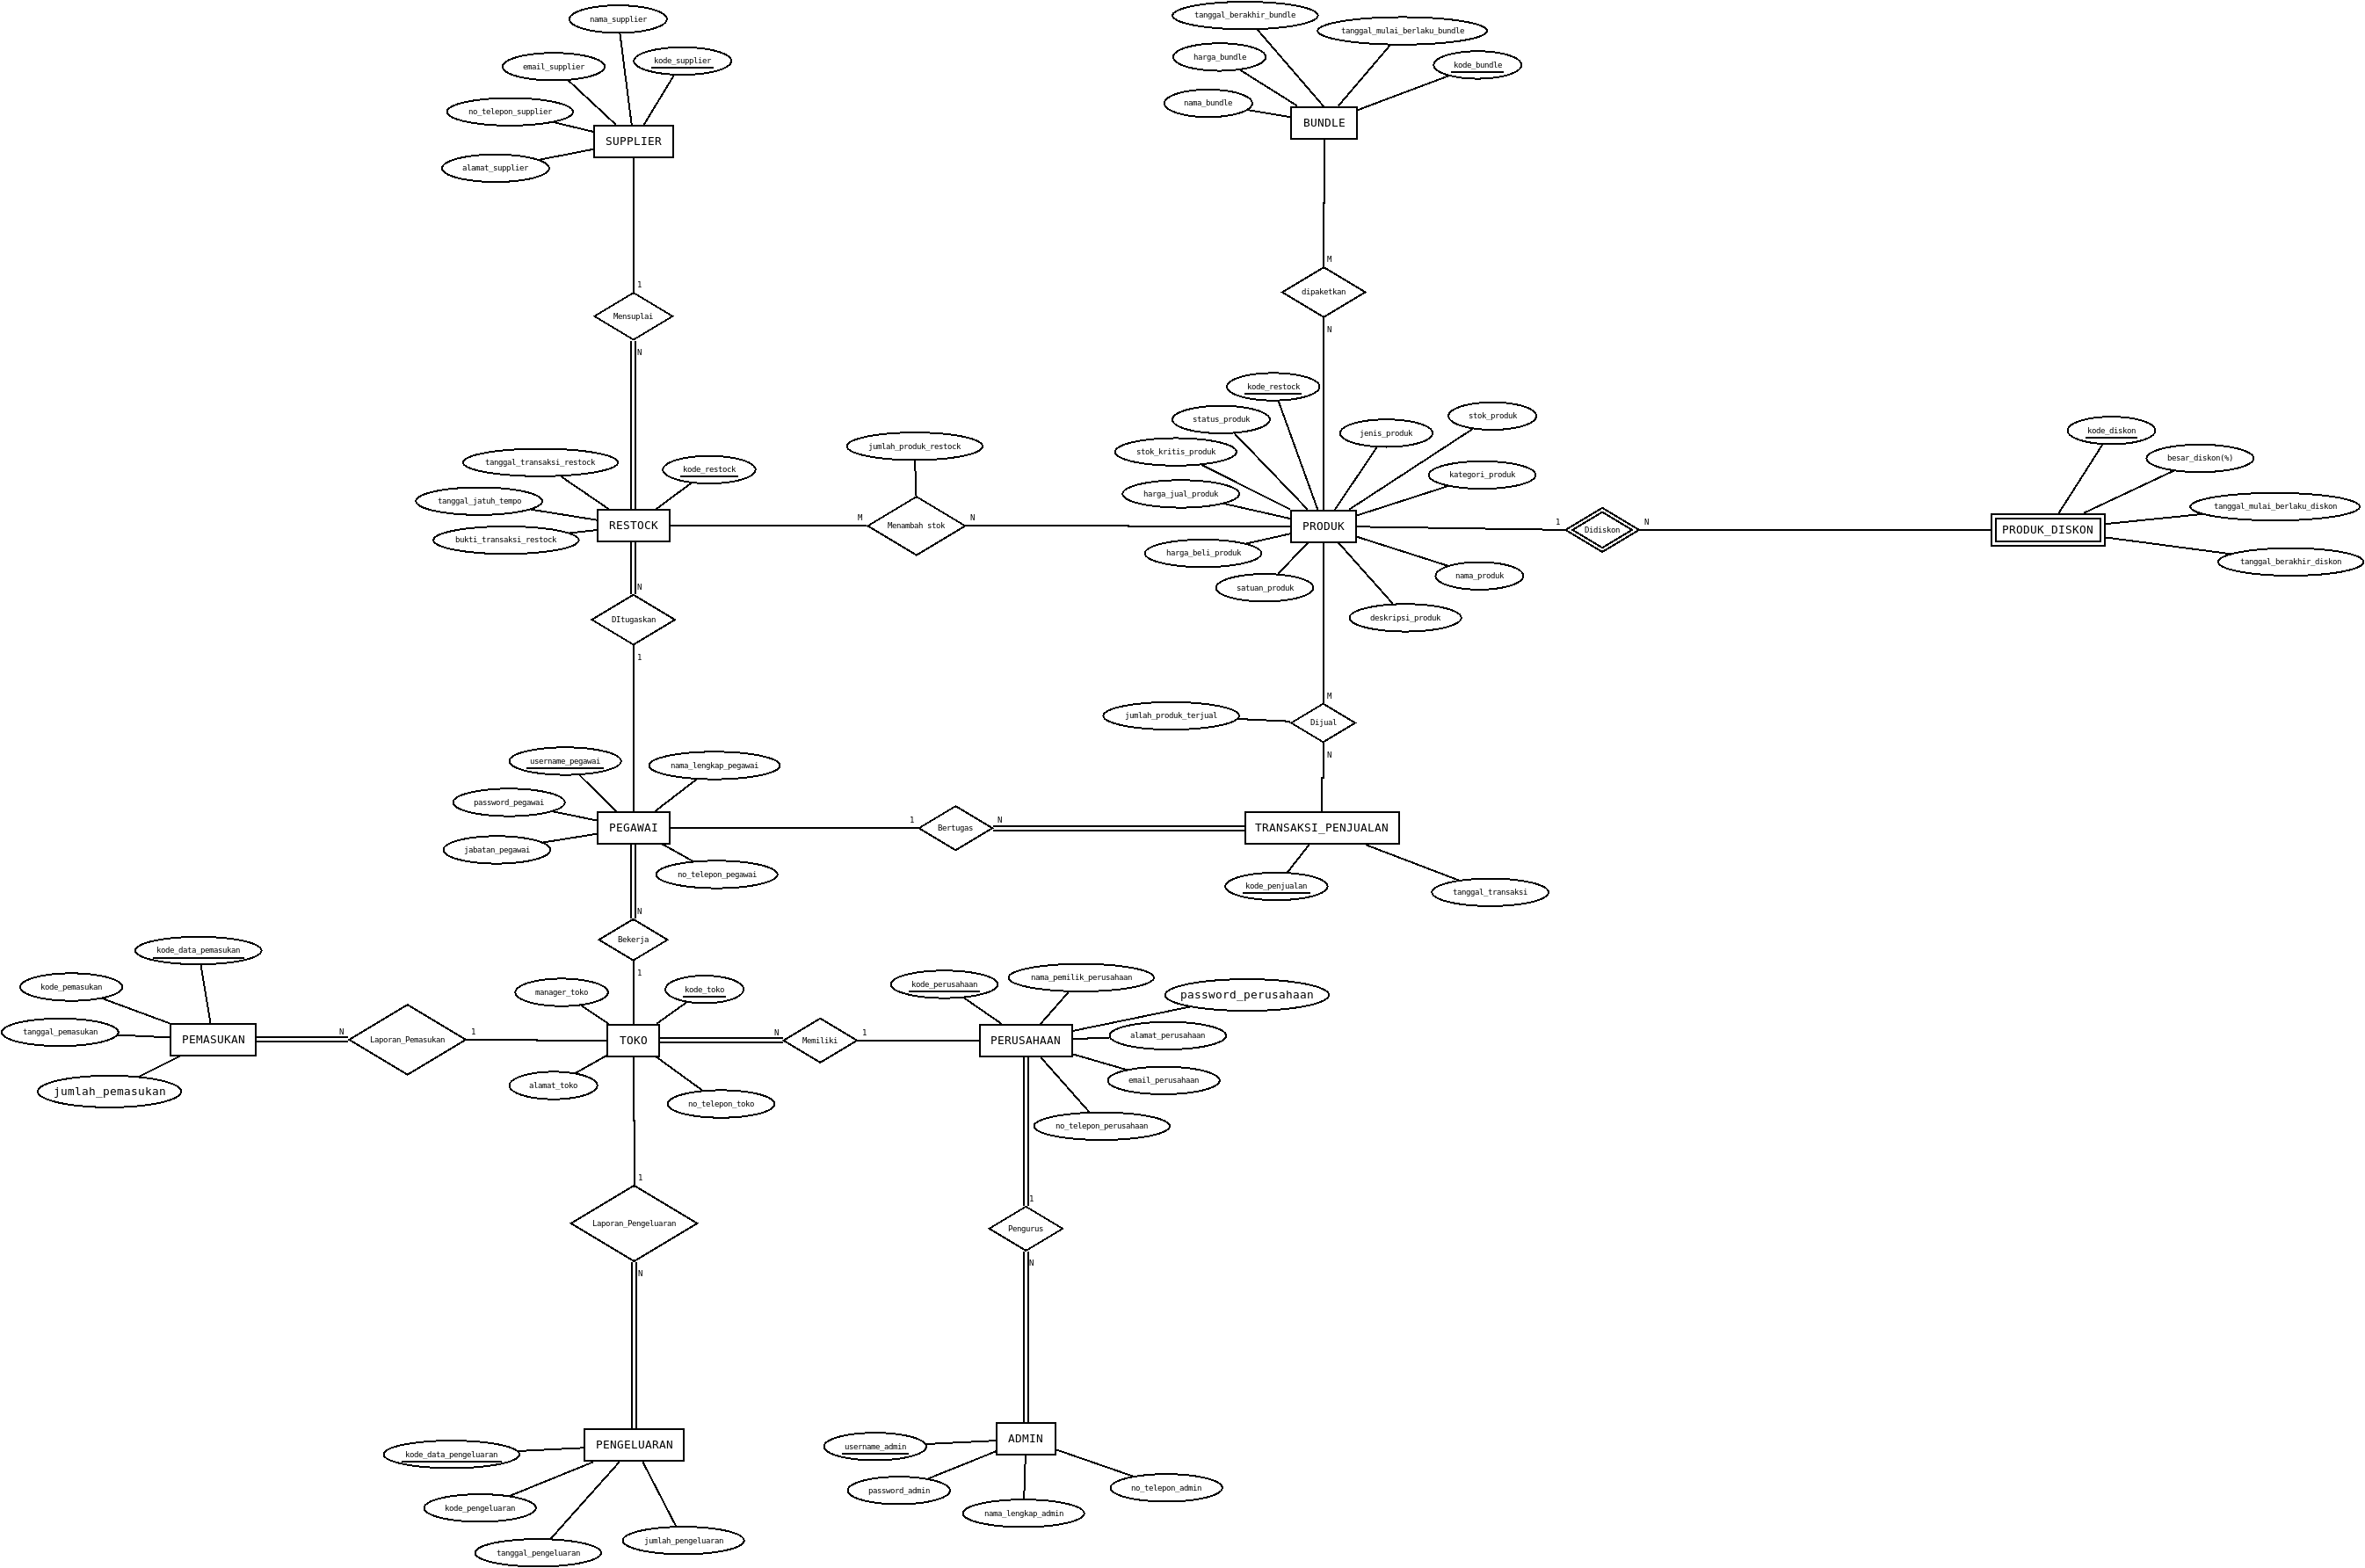 nama_supplier
kode_supplier
email_supplier
no_telepon_supplier
alamat_supplier
SUPPLIER
tanggal_berakhir_bundle
tanggal_mulai_berlaku_bundle
harga_bundle
kode_bundle
nama_bundle
BUNDLE
1
Mensuplai
N
M
dipaketkan
N
tanggal_transaksi_restock
kode_restock
tanggal_jatuh_tempo
bukti_transaksi_restock
RESTOCK
jumlah_produk_restock
M
Menambah stok
N
kode_restock
status_produk
jenis_produk
stok_produk
stok_kritis_produk
kategori_produk
harga_jual_produk
PRODUK
harga_beli_produk
satuan_produk
nama_produk
deskripsi_produk
1
Didiskon
N
kode_diskon
besar_diskon(%)
tanggal_mulai_berlaku_diskon
PRODUK_DISKON
tanggal_berakhir_diskon
N
DItugaskan
1
M
jumlah_produk_terjual
Dijual
N
username_pegawai
nama_lengkap_pegawai
password_pegawai
PEGAWAI
jabatan_pegawai
no_telepon_pegawai
1
Bertugas
N
TRANSAKSI_PENJUALAN
kode_penjualan
tanggal_transaksi
N
Bekerja
1
kode_data_pemasukan
kode_pemasukan
tanggal_pemasukan
PEMASUKAN
jumlah_pemasukan
N
Laporan_Pemasukan
1
manager_toko
kode_toko
TOKO
alamat_toko
no_telepon_toko
N
Memiliki
1
kode_perusahaan
nama_pemilik_perusahaan
password_perusahaan
PERUSAHAAN
alamat_perusahaan
email_perusahaan
no_telepon_perusahaan
1
Laporan_Pengeluaran
N
1
Pengurus
N
PENGELUARAN
kode_data_pengeluaran
kode_pengeluaran
tanggal_pengeluaran
jumlah_pengeluaran
ADMIN
username_admin
password_admin
nama_lengkap_admin
no_telepon_admin